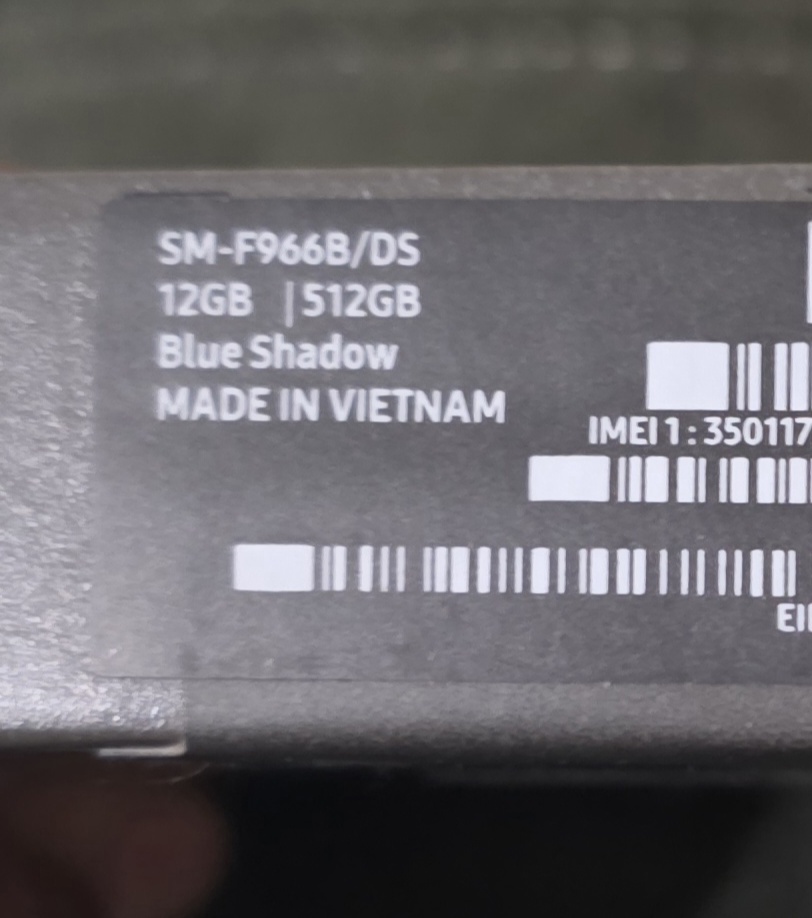 SM-F966B/DS
12GB | 512GB
Blue Shadow
MADE IN VIETNAM
IMEI 1 : 350117